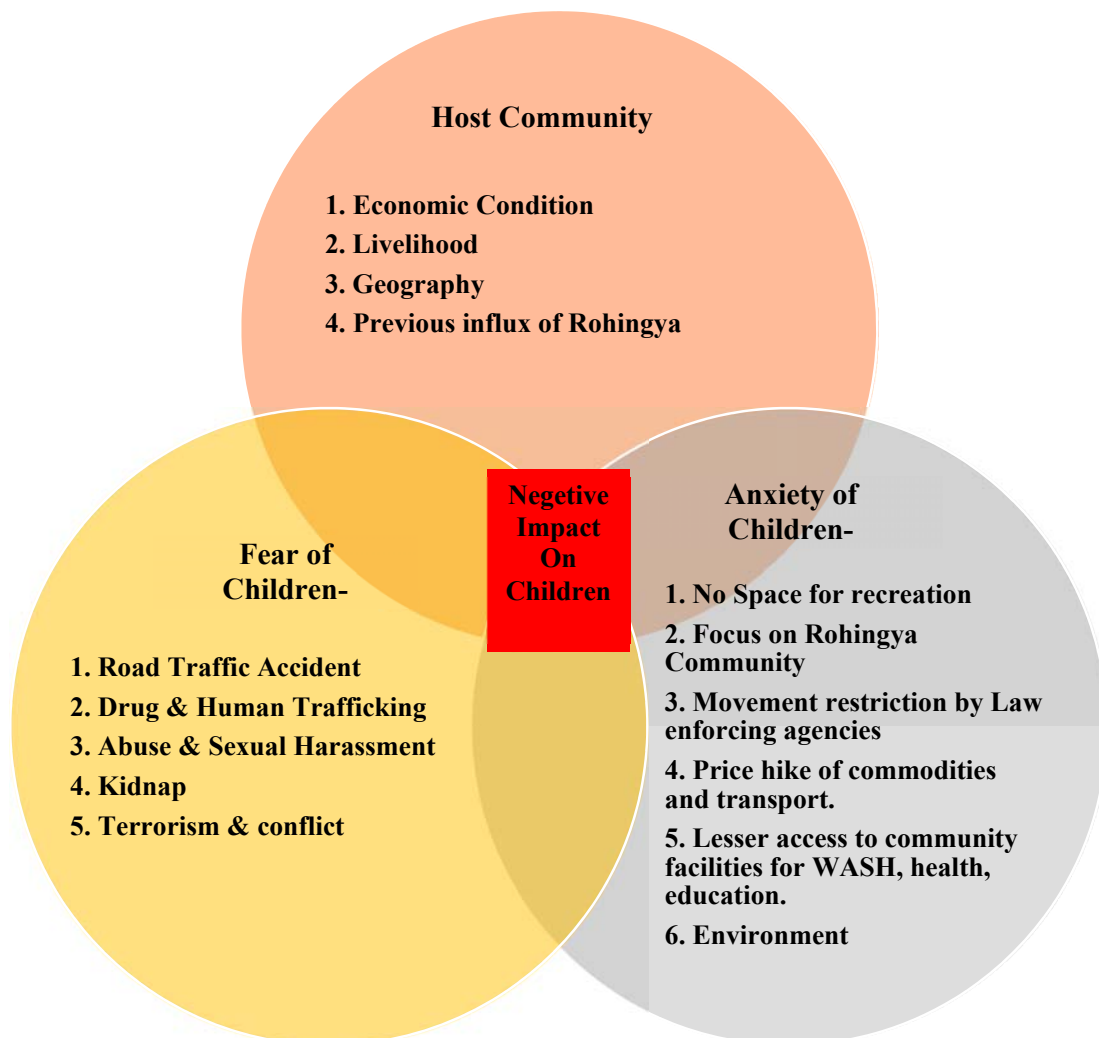 Host Community
1. Economic Condition
2. Livelihood
3. Geography
4. Previous influx of Rohingya
Negetive
Impact
On
Children
Fear of
Children-
1. Road Traffic Accident
2. Drug & Human Trafficking
3. Abuse & Sexual Harassment
4. Kidnap
5. Terrorism & conflict
Anxiety of
Children-
1. No Space for recreation
2. Focus on Rohingya
Community
3. Movement restriction by Law
enforcing agencies
4. Price hike of commodities
and transport.
5. Lesser access to community
facilities for WASH, health,
education.
6. Environment